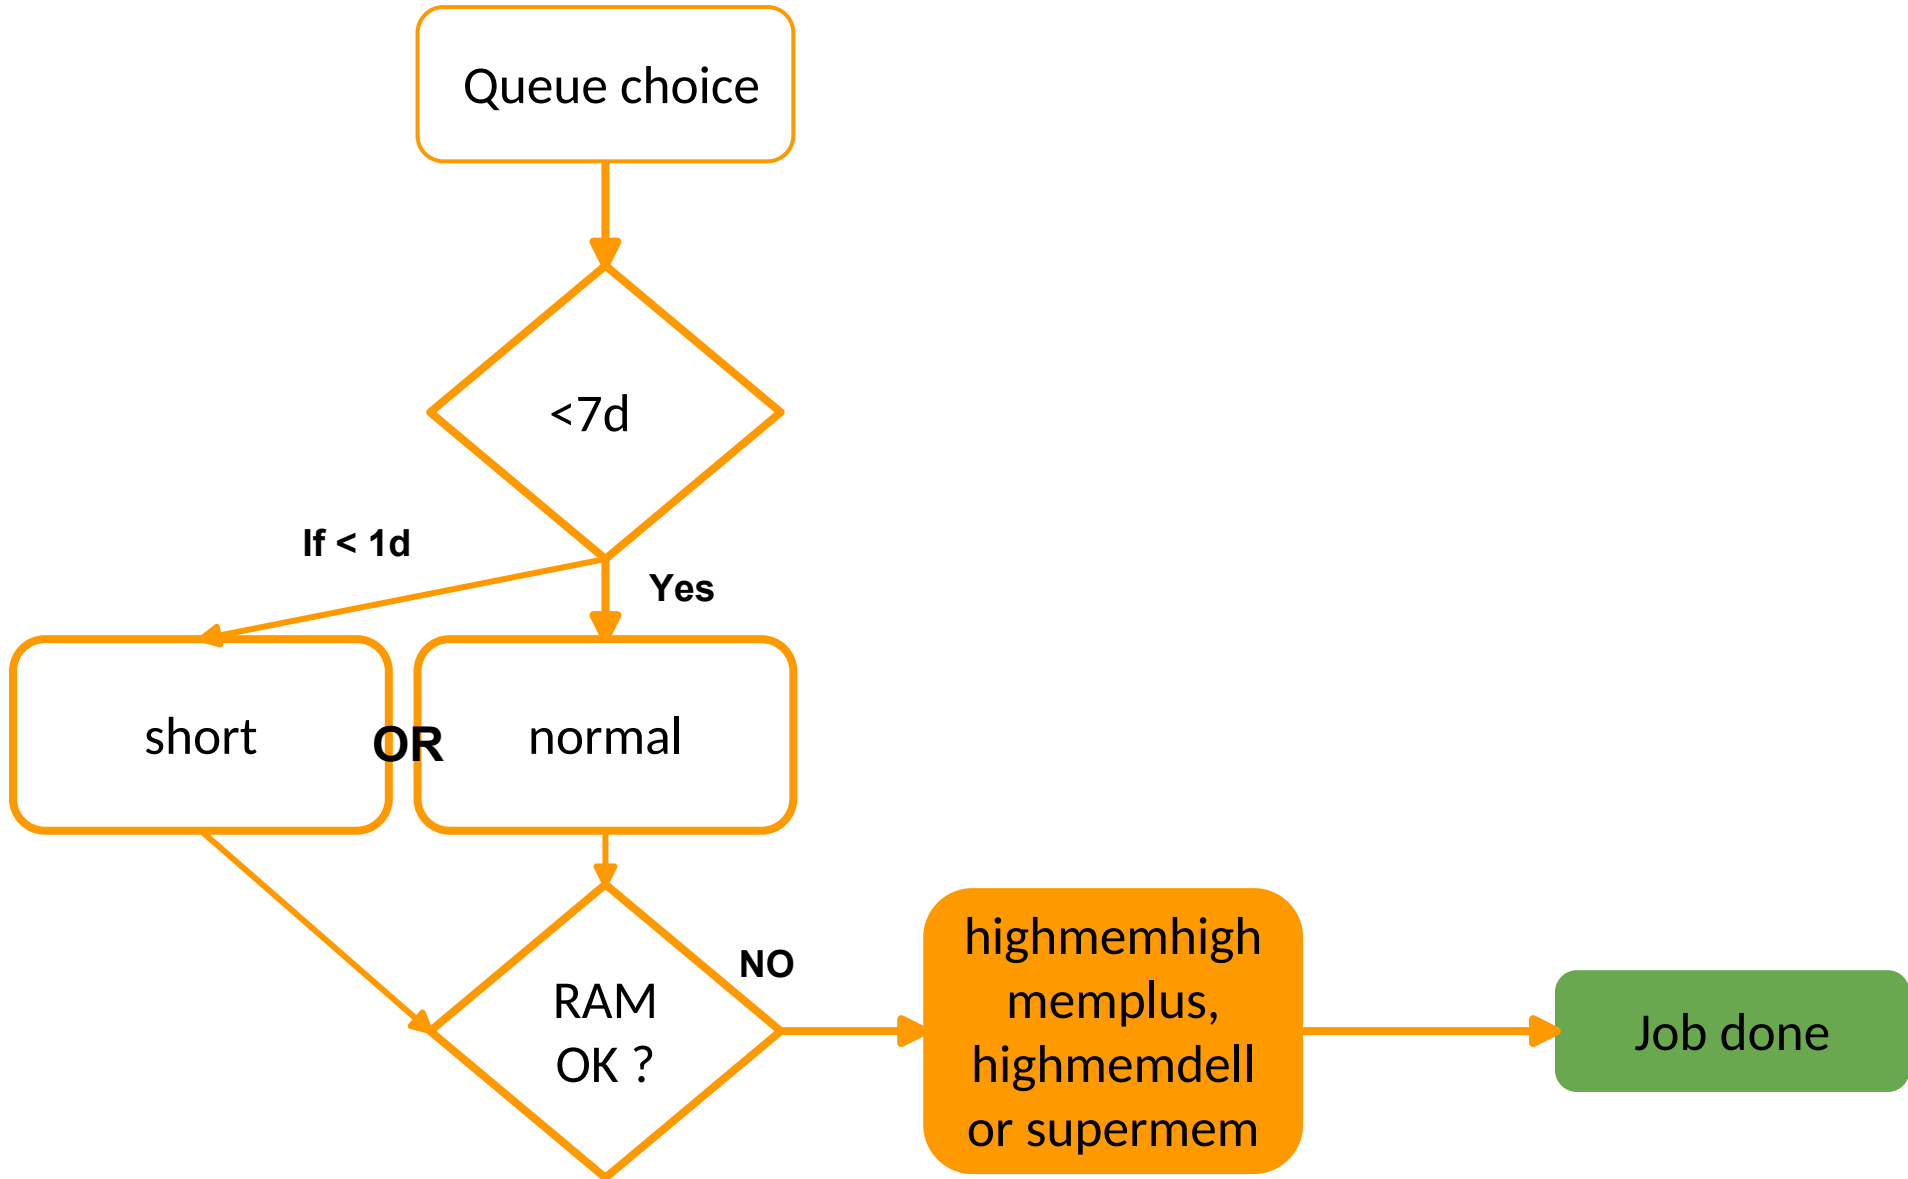 Queue choice
<7d
If < 1d
Yes
short
OR
normal
RAM
OK ?
NO
highmemhigh
memplus,
highmemdell
or supermem
Job done